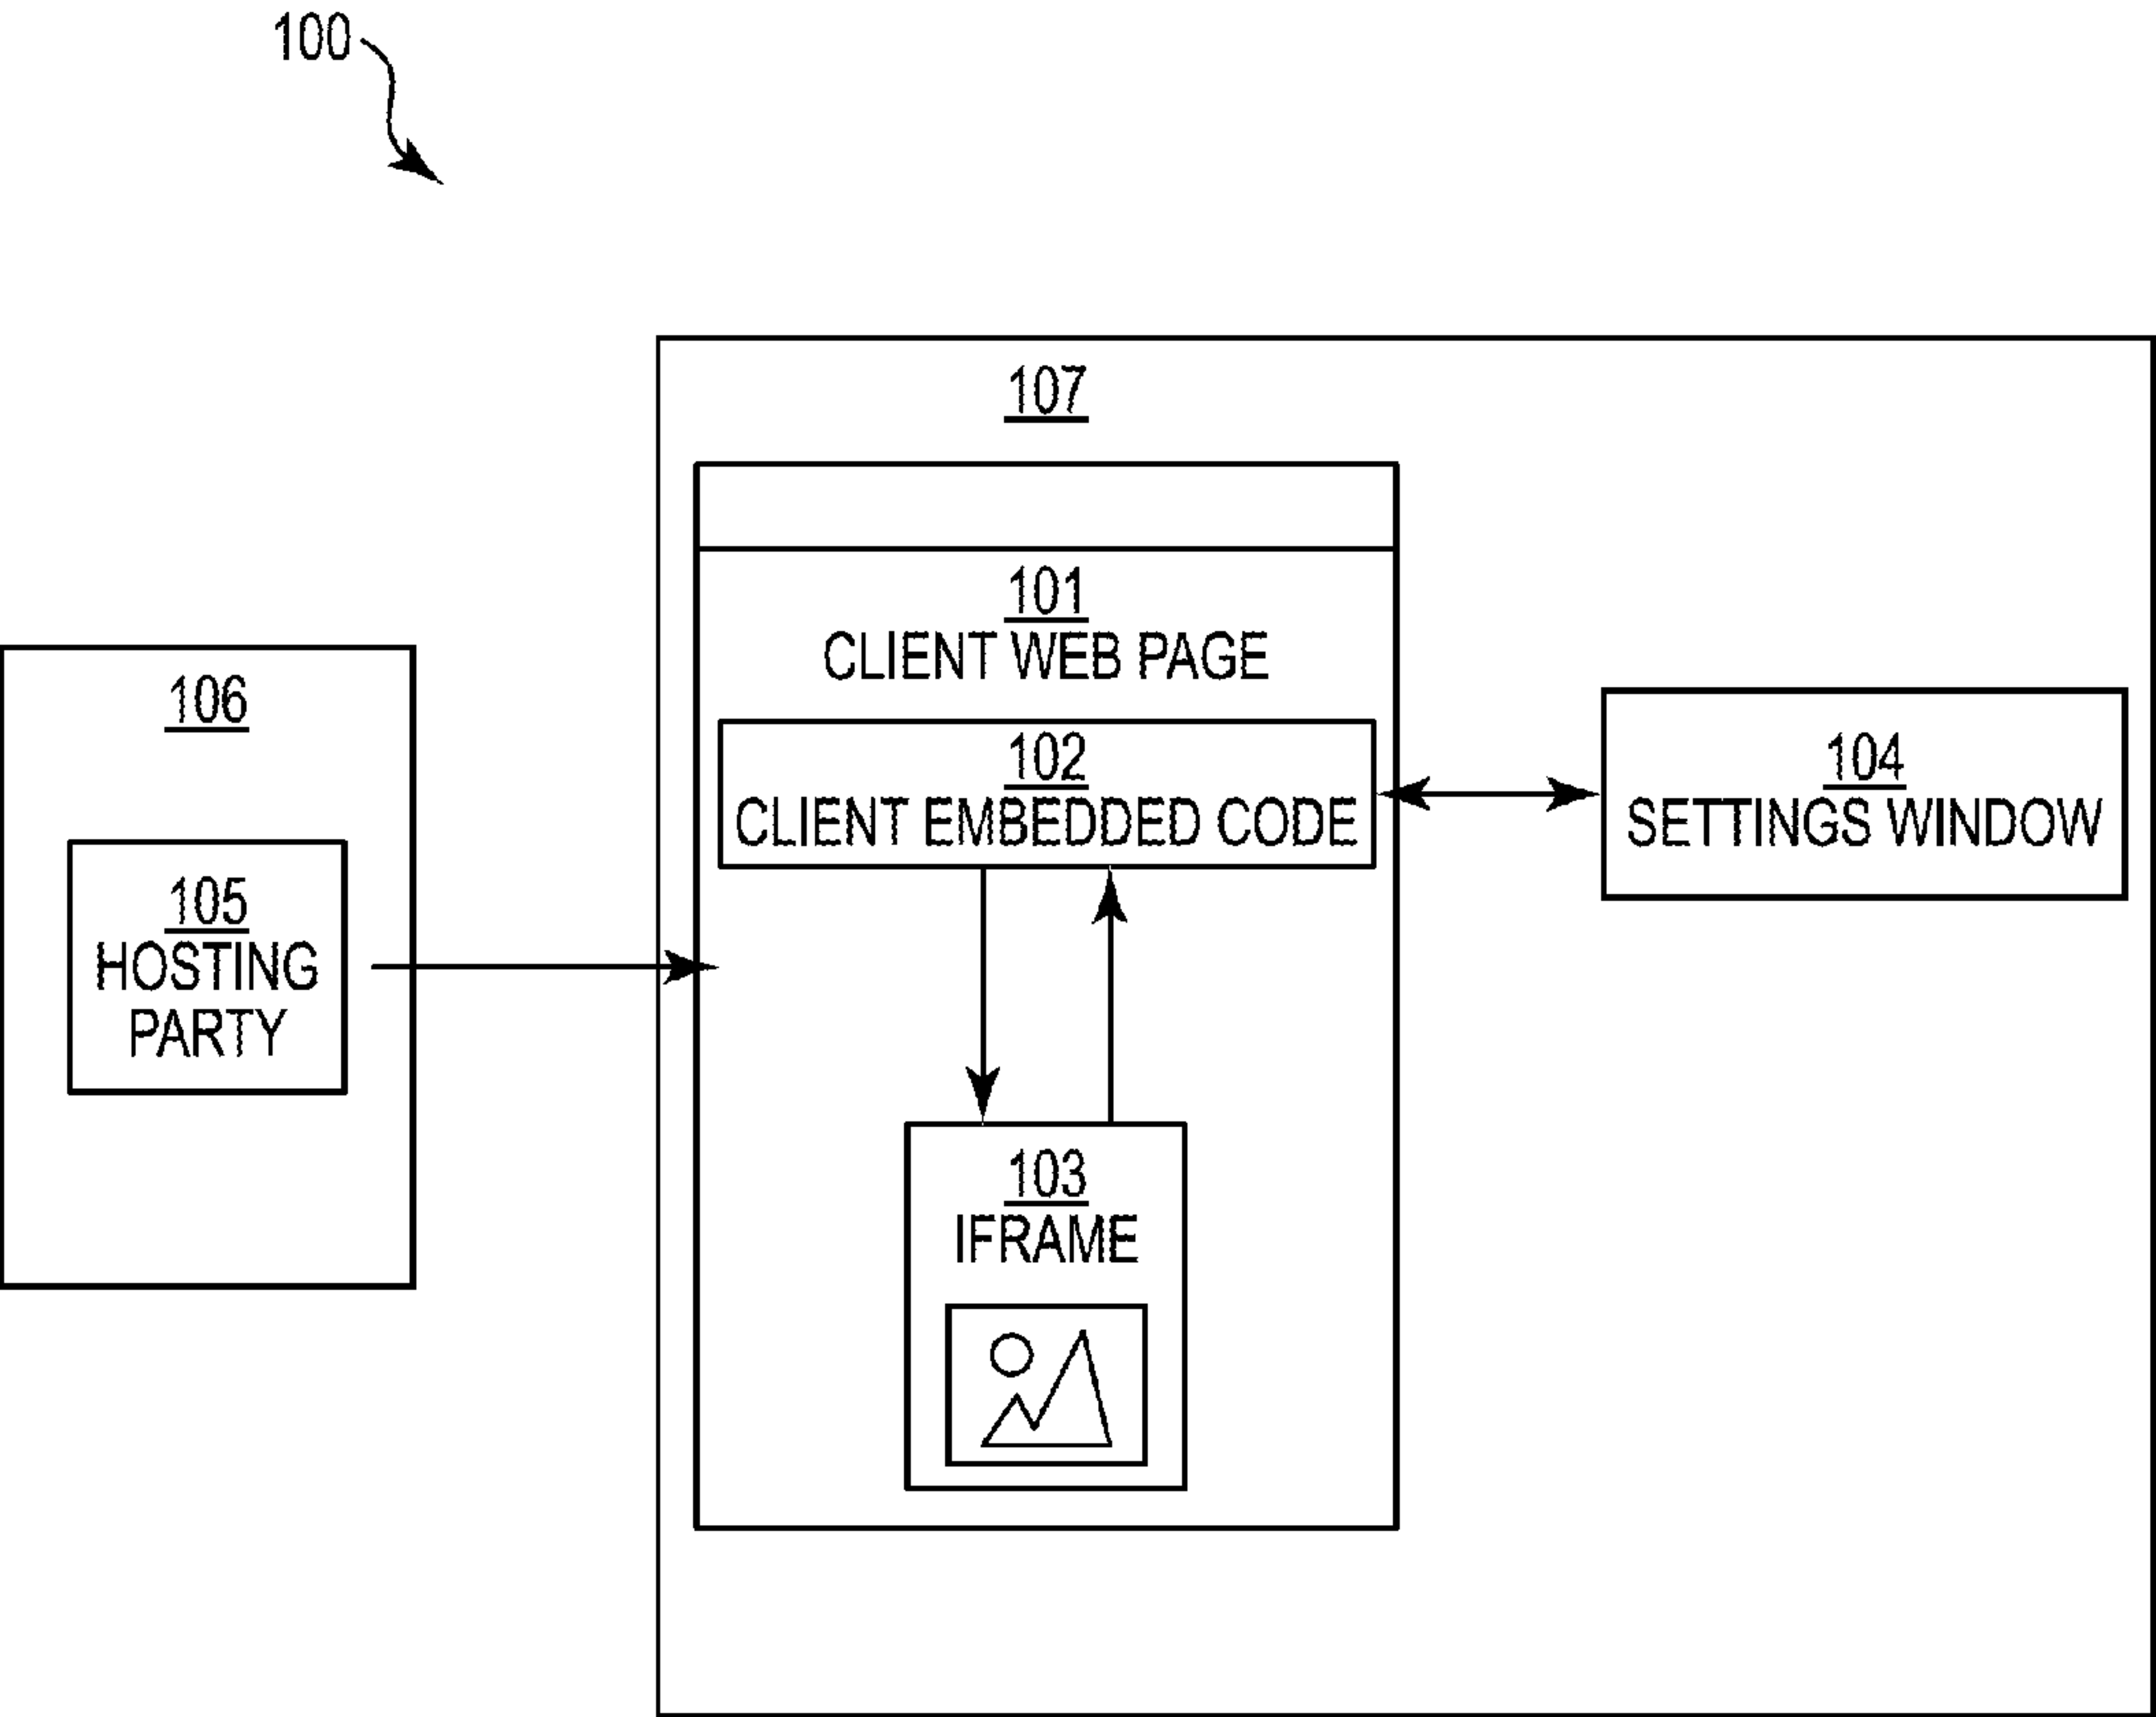 100
107
101
CLIENT WEB PAGE
102
CLIENT EMBEDDED CODE
104
SETTINGS WINDOW
106
105
HOSTING
PARTY
103
IFRAME